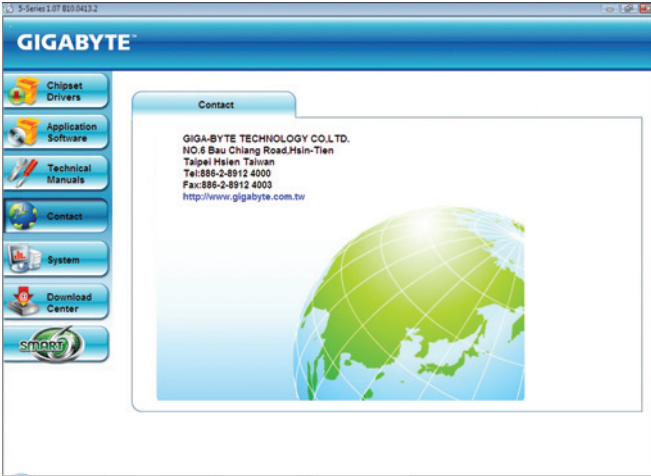 5-Series 1.07 B10.0413.2
GIGABYTE™
Chipset
Drivers
Application
Software
Technical
Manuals
Contact
System
Download
Center
SMART
Contact
GIGA-BYTE TECHNOLOGY CO.LTD.
NO.6 Bau Chiang Road,Hsin-Tien
Taipei Hsien Taiwan
Tel:886-2-8912 4000
Fax:886-2-8912 4003
http://www.gigabyte.com.tw